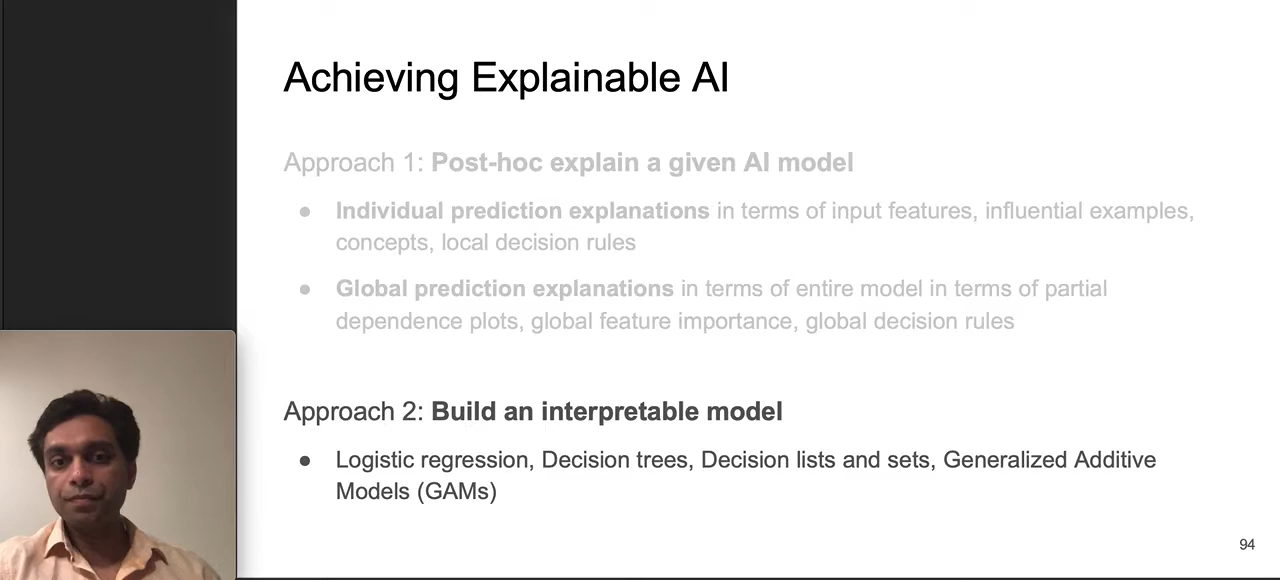 Achieving Explainable AI
Approach 1: Post-hoc explain a given AI model
● Individual prediction explanations in terms of input features, influential examples,
concepts, local decision rules
● Global prediction explanations in terms of entire model in terms of partial
dependence plots, global feature importance, global decision rules
Approach 2: Build an interpretable model
● Logistic regression, Decision trees, Decision lists and sets, Generalized Additive
Models (GAMs)
94